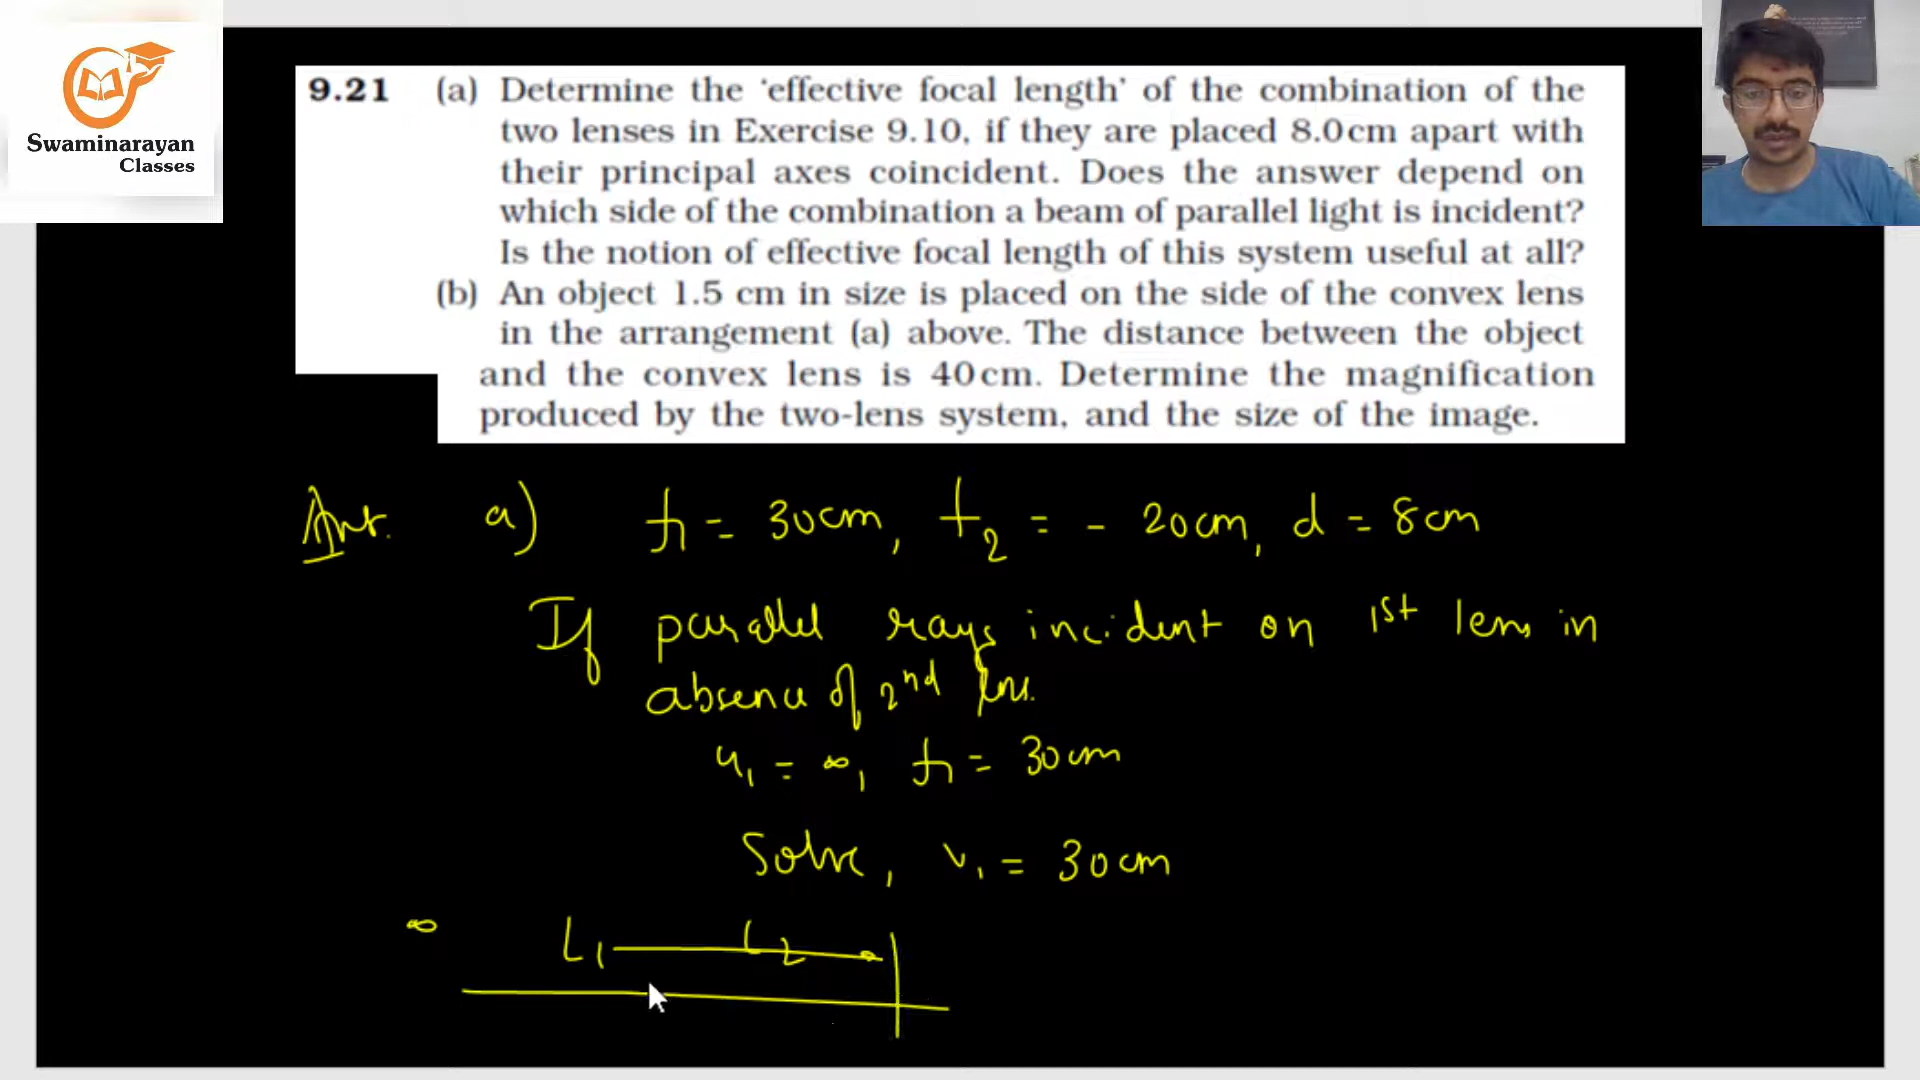 Swaminarayan
Classes
9.21 (a) Determine the ‘effective focal length’ of the combination of the
two lenses in Exercise 9.10, if they are placed 8.0cm apart with
their principal axes coincident. Does the answer depend on
which side of the combination a beam of parallel light is incident?
Is the notion of effective focal length of this system useful at all?
(b) An object 1.5 cm in size is placed on the side of the convex lens
in the arrangement (a) above. The distance between the object
and the convex lens is 40cm. Determine the magnification
produced by the two-lens system, and the size of the image.
Ans. a) f1 = 30cm, f2 = - 20cm, d = 8cm
If parallel rays incident on 1st lens in
absence of 2nd lens.
u1 = ∞, f1 = 30cm
Solve, v1 = 30cm
∞ L1 L2